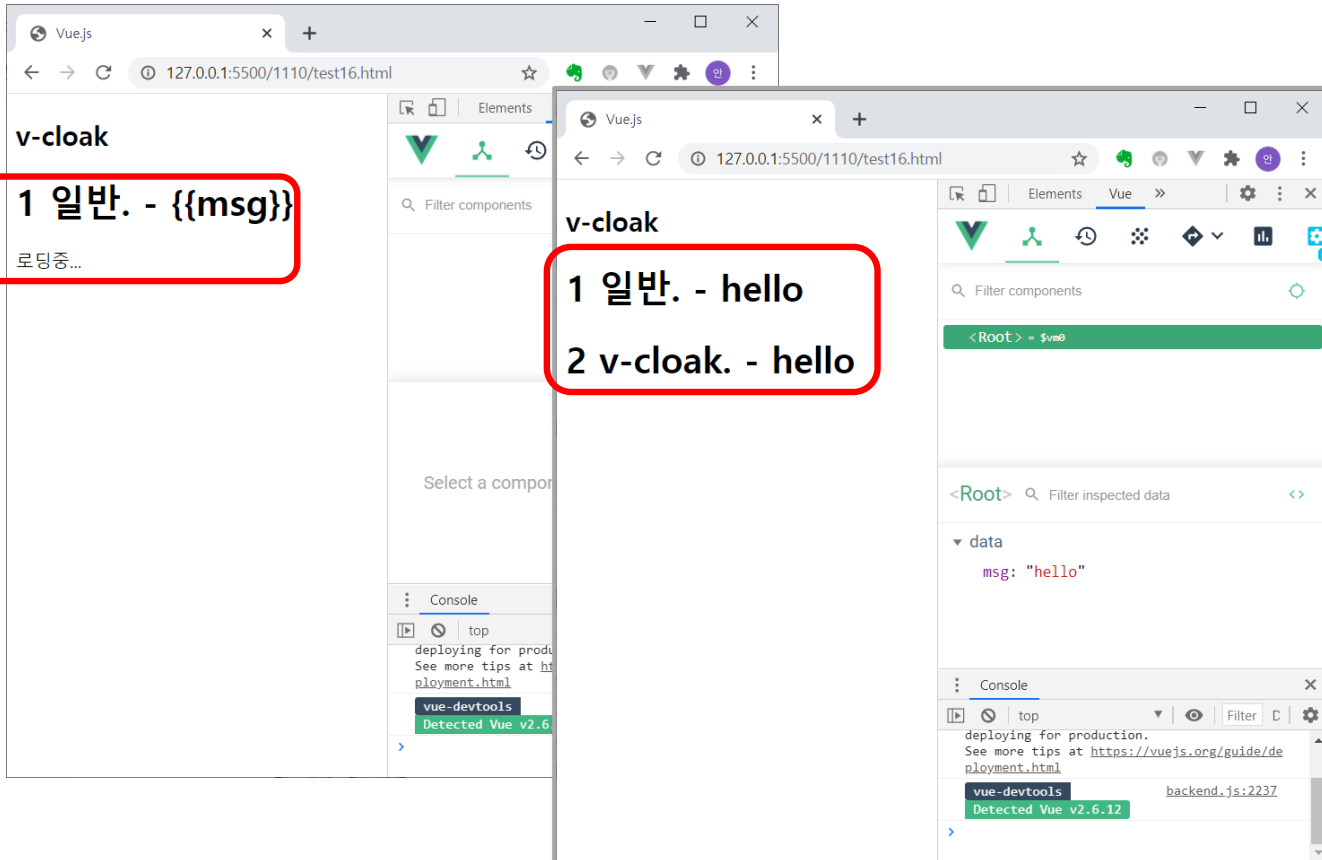 Vue.js
127.0.0.1:5500/1110/test16.html
안
Elements
v-cloak
1 일반. - {{msg}}
로딩중...
Filter components
Select a compor
Console
top
deploying for produ
See more tips at ht
ployment.html
vue-devtools
Detected Vue v2.6.
Vue.js
127.0.0.1:5500/1110/test16.html
안
Elements Vue
v-cloak
1 일반. - hello
2 v-cloak. - hello
Filter components
<Root> = $vm0
<Root> Filter inspected data
data
msg: "hello"
Console
top Filter D
deploying for production.
See more tips at https://vuejs.org/guide/de
ployment.html
vue-devtools backend.js:2237
Detected Vue v2.6.12